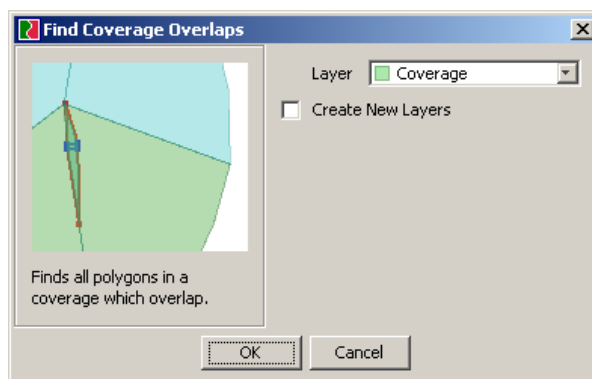 Find Coverage Overlaps
Layer Coverage
Create New Layers
Finds all polygons in a
coverage which overlap.
OK Cancel